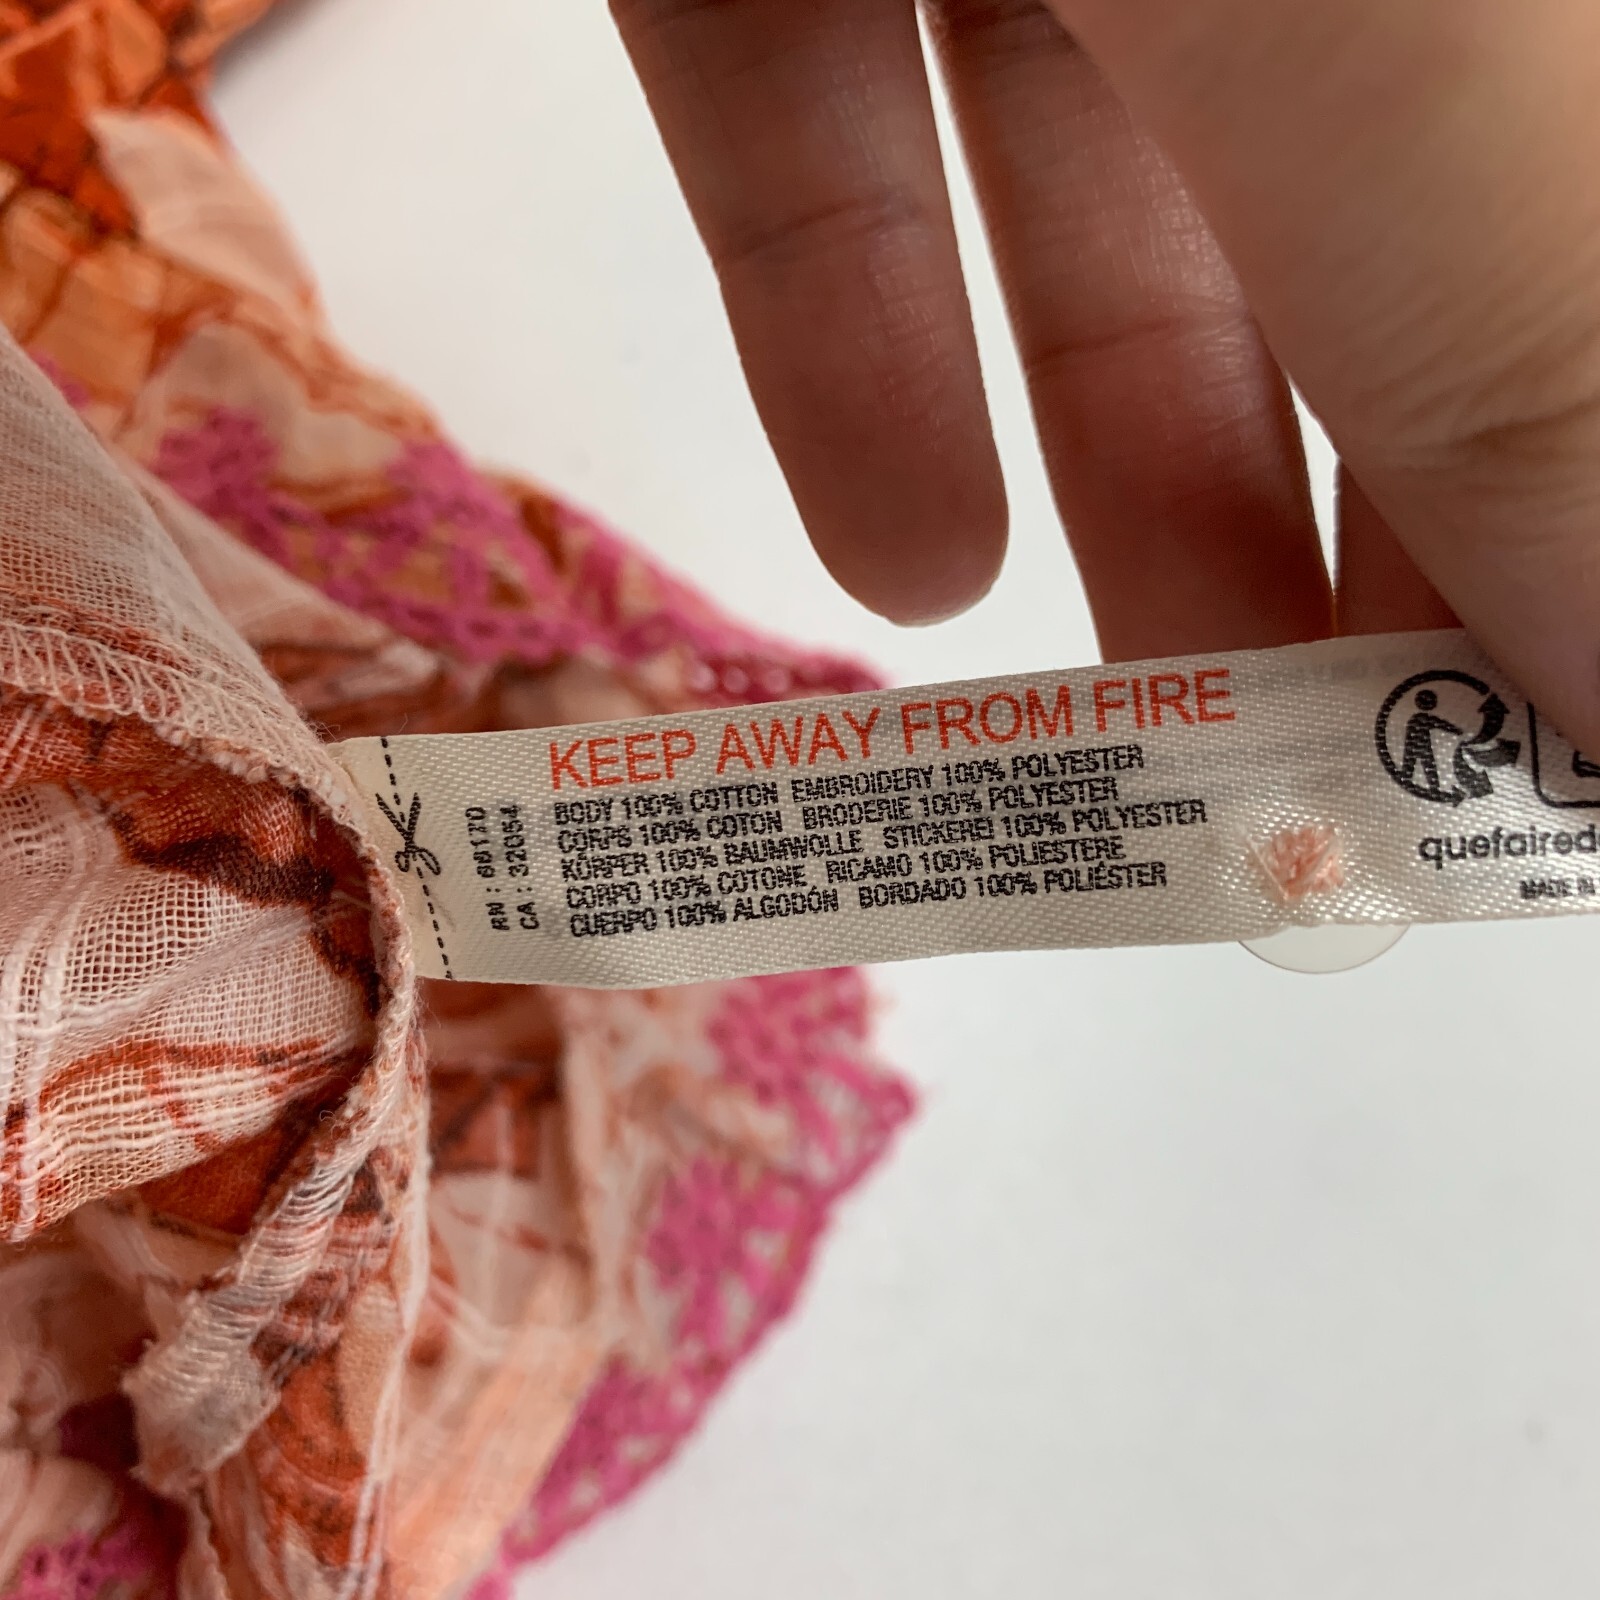 KEEP AWAY FROM FIRE
BODY 100% COTTON EMBROIDERY 100% POLYESTER
CORPS 100% COTON BRODERIE 100% POLYESTER
KÖRPER 100% BAUMWOLLE STICKEREI 100% POLYESTER
CORPO 100% COTONE RICAMO 100% POLIESTERE
CUERPO 100% ALGODÓN BORDADO 100% POLIÉSTER
RN : 66170
CA : 32054
quefairede
MADE IN